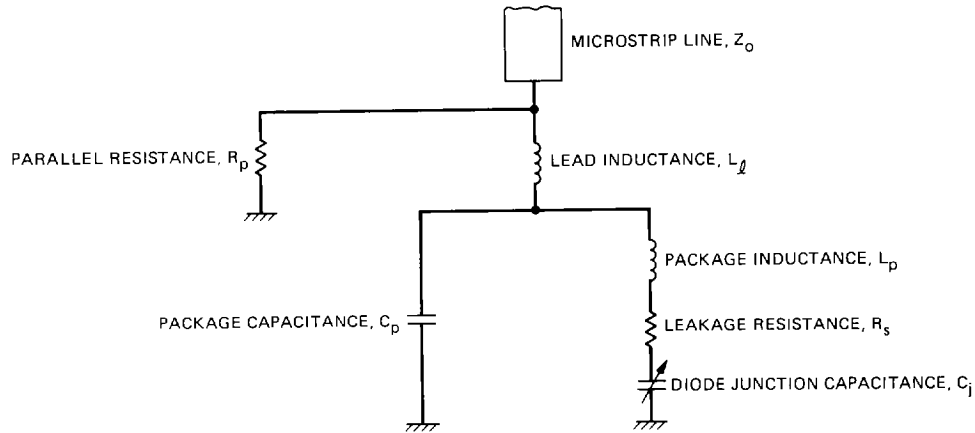 MICROSTRIP LINE, Zo
PARALLEL RESISTANCE, Rp
LEAD INDUCTANCE, Lℓ
PACKAGE INDUCTANCE, Lp
PACKAGE CAPACITANCE, Cp
LEAKAGE RESISTANCE, Rs
DIODE JUNCTION CAPACITANCE, Cj